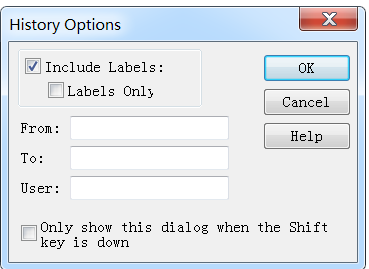 History Options
Include Labels:
OK
Labels Only
Cancel
From:
Help
To:
User:
Only show this dialog when the Shift
key is down